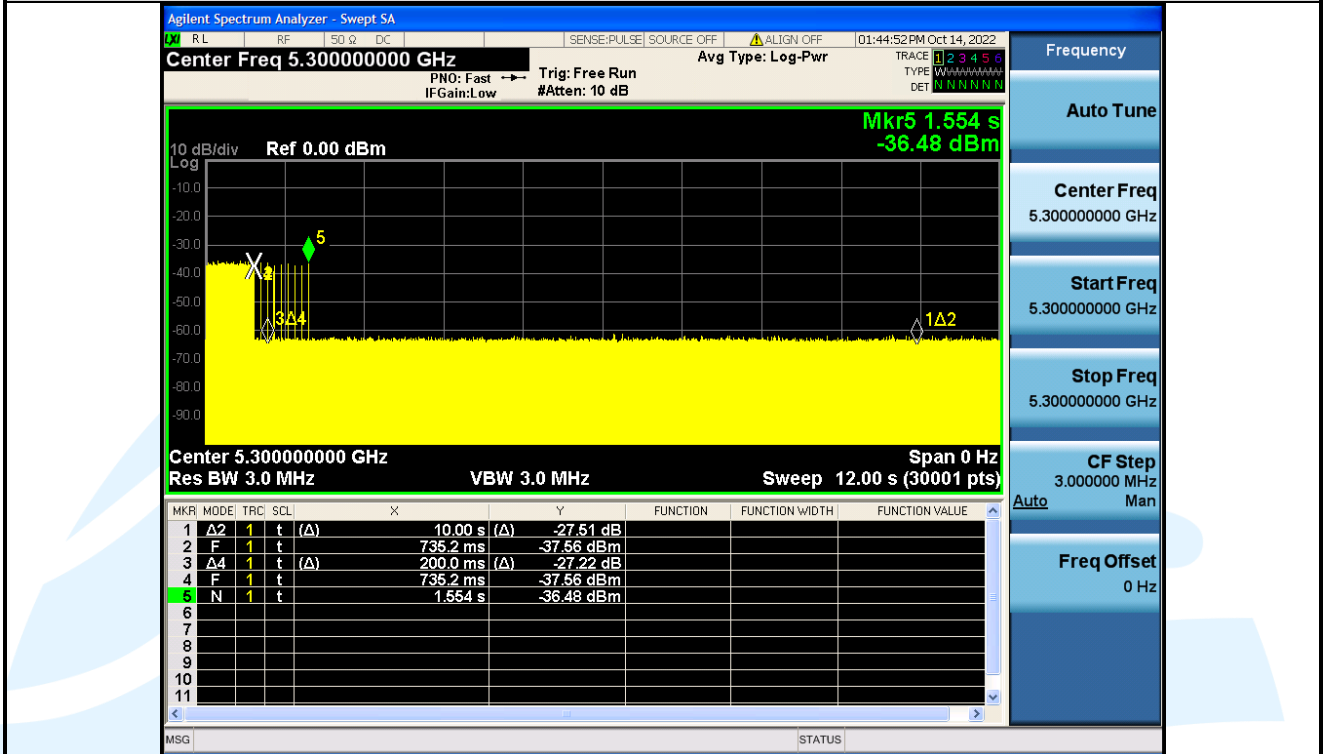 Agilent Spectrum Analyzer - Swept SA
LXI RL RF 50 Ω DC SENSE:PULSE SOURCE OFF ALIGN OFF 01:44:52 PM Oct 14, 2022
Center Freq 5.300000000 GHz
PNO: Fast
IFGain:Low
Trig: Free Run
#Atten: 10 dB
Avg Type: Log-Pwr
TRACE 1 2 3 4 5 6
TYPE W
DET N N N N N N
Mkr5 1.554 s
-36.48 dBm
10 dB/div
Log
Ref 0.00 dBm
-10.0
-20.0
-30.0
-40.0
-50.0
-60.0
-70.0
-80.0
-90.0
5
3Δ4
1Δ2
Center 5.300000000 GHz Span 0 Hz
Res BW 3.0 MHz VBW 3.0 MHz Sweep 12.00 s (30001 pts)
MKR MODE TRC SCL X Y FUNCTION FUNCTION WIDTH FUNCTION VALUE
1 Δ2 1 t (Δ) 10.00 s (Δ) -27.51 dB
2 F 1 t 735.2 ms -37.56 dBm
3 Δ4 1 t (Δ) 200.0 ms (Δ) -27.22 dB
4 F 1 t 735.2 ms -37.56 dBm
5 N 1 t 1.554 s -36.48 dBm
6
7
8
9
10
11
MSG STATUS
Frequency
Auto Tune
Center Freq
5.300000000 GHz
Start Freq
5.300000000 GHz
Stop Freq
5.300000000 GHz
CF Step
3.000000 MHz
Auto Man
Freq Offset
0 Hz